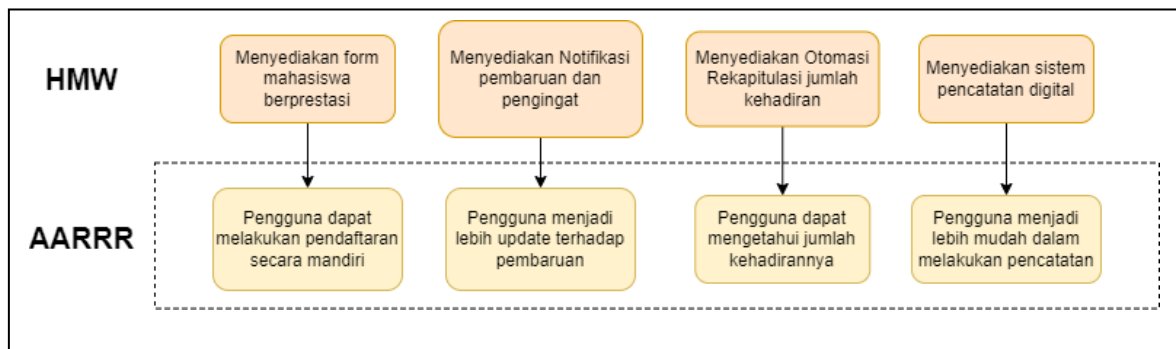 HMW
Menyediakan form
mahasiswa
berprestasi
Menyediakan Notifikasi
pembaruan dan
pengingat
Menyediakan Otomasi
Rekapitulasi jumlah
kehadiran
Menyediakan sistem
pencatatan digital
AARRR
Pengguna dapat
melakukan pendaftaran
secara mandiri
Pengguna menjadi
lebih update terhadap
pembaruan
Pengguna dapat
mengetahui jumlah
kehadirannya
Pengguna menjadi
lebih mudah dalam
melakukan pencatatan